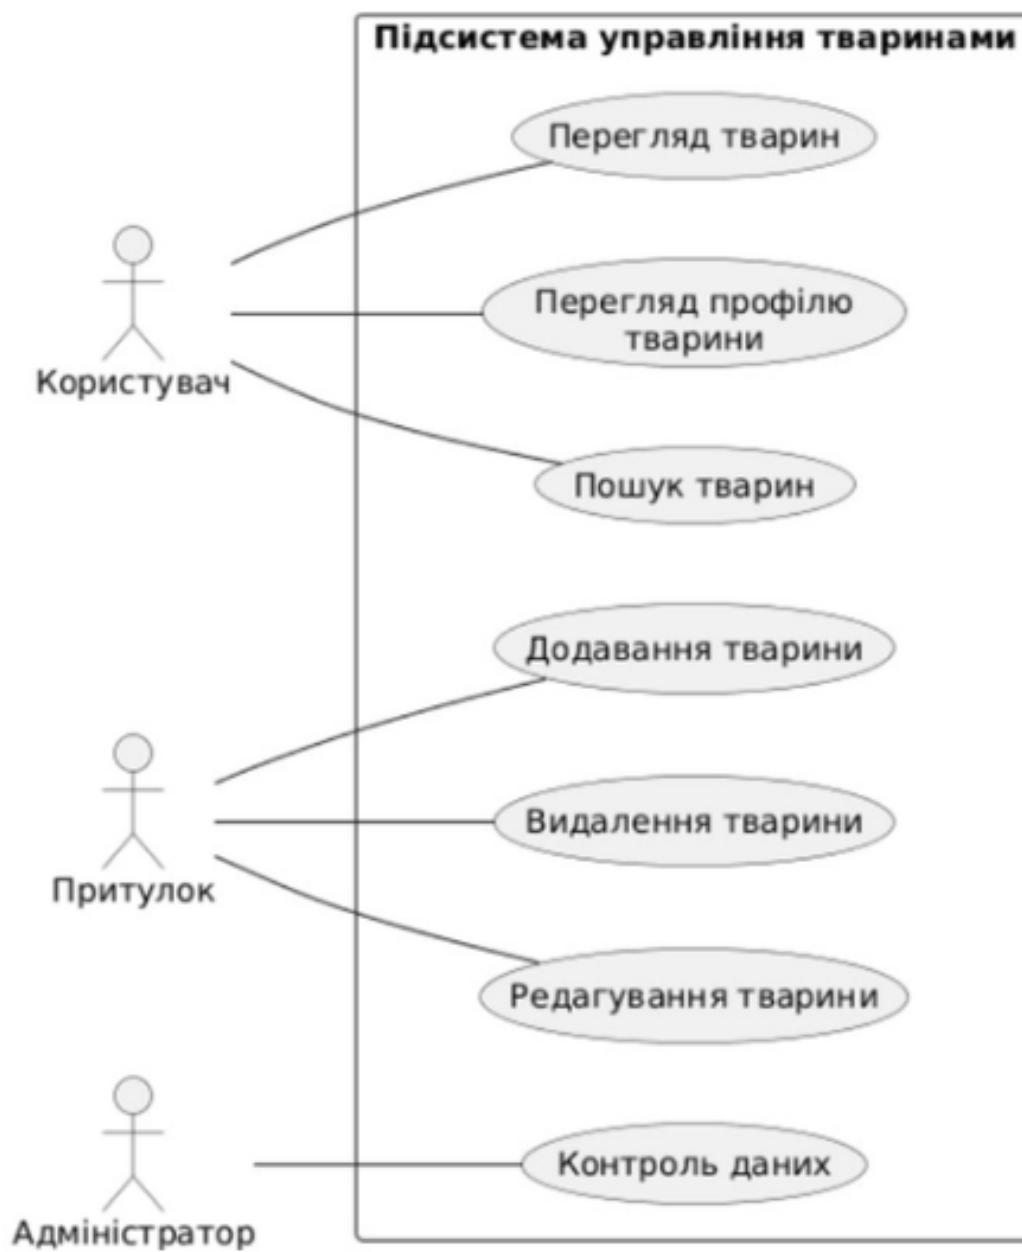 Підсистема управління тваринами
Перегляд тварин
Перегляд профілю
тварини
Користувач
Пошук тварин
Додавання тварини
Видалення тварини
Притулок
Редагування тварини
Контроль даних
Адміністратор